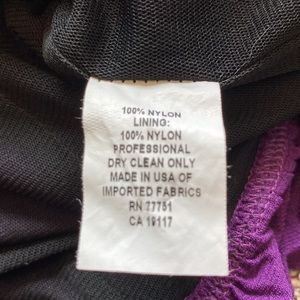 100% NYLON
LINING:
100% NYLON
PROFESSIONAL
DRY CLEAN ONLY
MADE IN USA OF
IMPORTED FABRICS
RN 77751
CA 19117